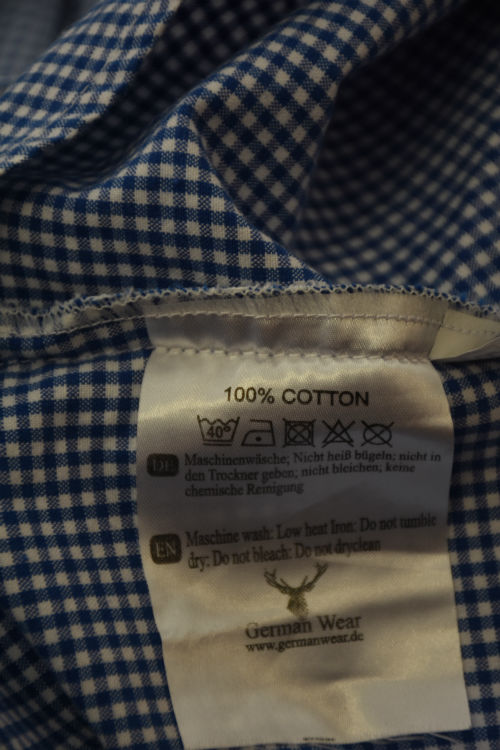 100% COTTON
40°
DE Maschinenwäsche; Nicht heiß bügeln; nicht in
den Trockner geben; nicht bleichen; keine
chemische Reinigung
EN Maschine wash: Low heat Iron: Do not tumble
dry: Do not bleach: Do not dryclean
German Wear
www.germanwear.de